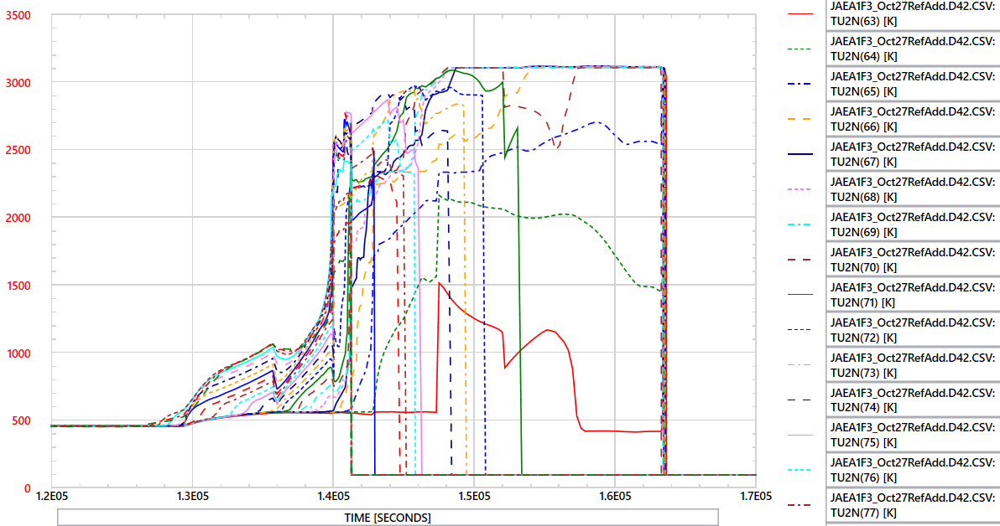 3500
3000
2500
2000
1500
1000
500
0
1.2E05
1.3E05
1.4E05
1.5E05
1.6E05
1.7E05
TIME [SECONDS]
JAEA1F3_Oct27RefAdd.D42.CSV:
TU2N(63) [K]
JAEA1F3_Oct27RefAdd.D42.CSV:
TU2N(64) [K]
JAEA1F3_Oct27RefAdd.D42.CSV:
TU2N(65) [K]
JAEA1F3_Oct27RefAdd.D42.CSV:
TU2N(66) [K]
JAEA1F3_Oct27RefAdd.D42.CSV:
TU2N(67) [K]
JAEA1F3_Oct27RefAdd.D42.CSV:
TU2N(68) [K]
JAEA1F3_Oct27RefAdd.D42.CSV:
TU2N(69) [K]
JAEA1F3_Oct27RefAdd.D42.CSV:
TU2N(70) [K]
JAEA1F3_Oct27RefAdd.D42.CSV:
TU2N(71) [K]
JAEA1F3_Oct27RefAdd.D42.CSV:
TU2N(72) [K]
JAEA1F3_Oct27RefAdd.D42.CSV:
TU2N(73) [K]
JAEA1F3_Oct27RefAdd.D42.CSV:
TU2N(74) [K]
JAEA1F3_Oct27RefAdd.D42.CSV:
TU2N(75) [K]
JAEA1F3_Oct27RefAdd.D42.CSV:
TU2N(76) [K]
JAEA1F3_Oct27RefAdd.D42.CSV:
TU2N(77) [K]